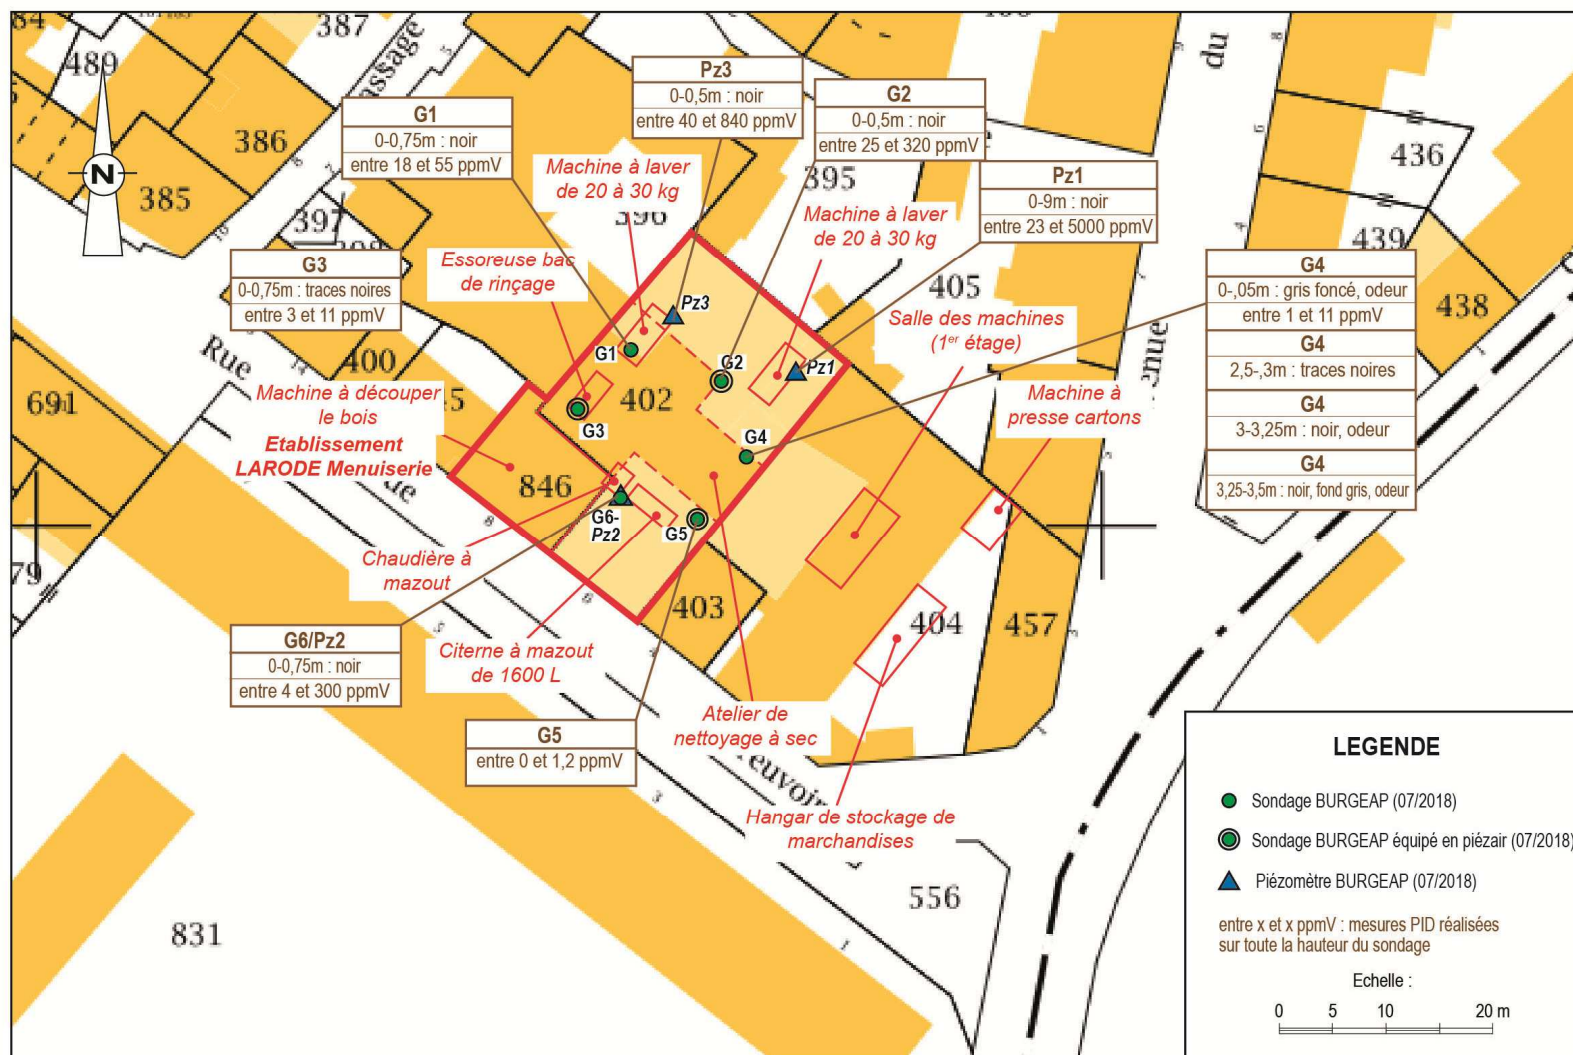 387
489
386
385
397
396
395
405
436
439
438
400
691
402
846
403
404
457
831
556
N
assage
du
Rue
Pz3
0-0,5m : noir
entre 40 et 840 ppmV
G1
0-0,75m : noir
entre 18 et 55 ppmV
G2
0-0,5m : noir
entre 25 et 320 ppmV
Pz1
0-9m : noir
entre 23 et 5000 ppmV
G3
0-0,75m : traces noires
entre 3 et 11 ppmV
G4
0-,05m : gris foncé, odeur
entre 1 et 11 ppmV
G4
2,5-,3m : traces noires
G4
3-3,25m : noir, odeur
G4
3,25-3,5m : noir, fond gris, odeur
Machine à laver
de 20 à 30 kg
Machine à laver
de 20 à 30 kg
Essoreuse bac
de rinçage
Salle des machines
(1er étage)
Machine à
presse cartons
Machine à découper
le bois
Etablissement
LARODE Menuiserie
Pz3
G1
G2
Pz1
G3
G4
G6-
Pz2
G5
Chaudière à
mazout
G6/Pz2
0-0,75m : noir
entre 4 et 300 ppmV
Citerne à mazout
de 1600 L
G5
entre 0 et 1,2 ppmV
Atelier de
nettoyage à sec
Hangar de stockage de
marchandises
LEGENDE
Sondage BURGEAP (07/2018)
Sondage BURGEAP équipé en piézair (07/2018)
Piézomètre BURGEAP (07/2018)
entre x et x ppmV : mesures PID réalisées
sur toute la hauteur du sondage
Echelle :
0 5 10 20 m